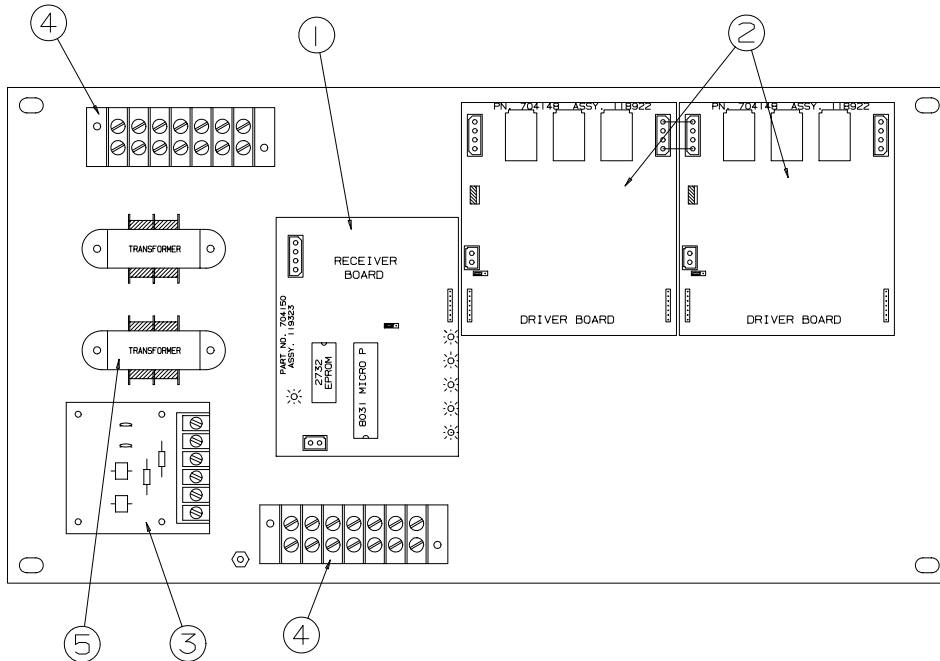 4
1
2
PN. 704148 ASSY. 118922
PN. 704148 ASSY. 118922
TRANSFORMER
RECEIVER
BOARD
PART NO. 704150
ASSY. 119323
DRIVER BOARD
DRIVER BOARD
TRANSFORMER
2732
EPROM
8031 MICRO P
5
3
4